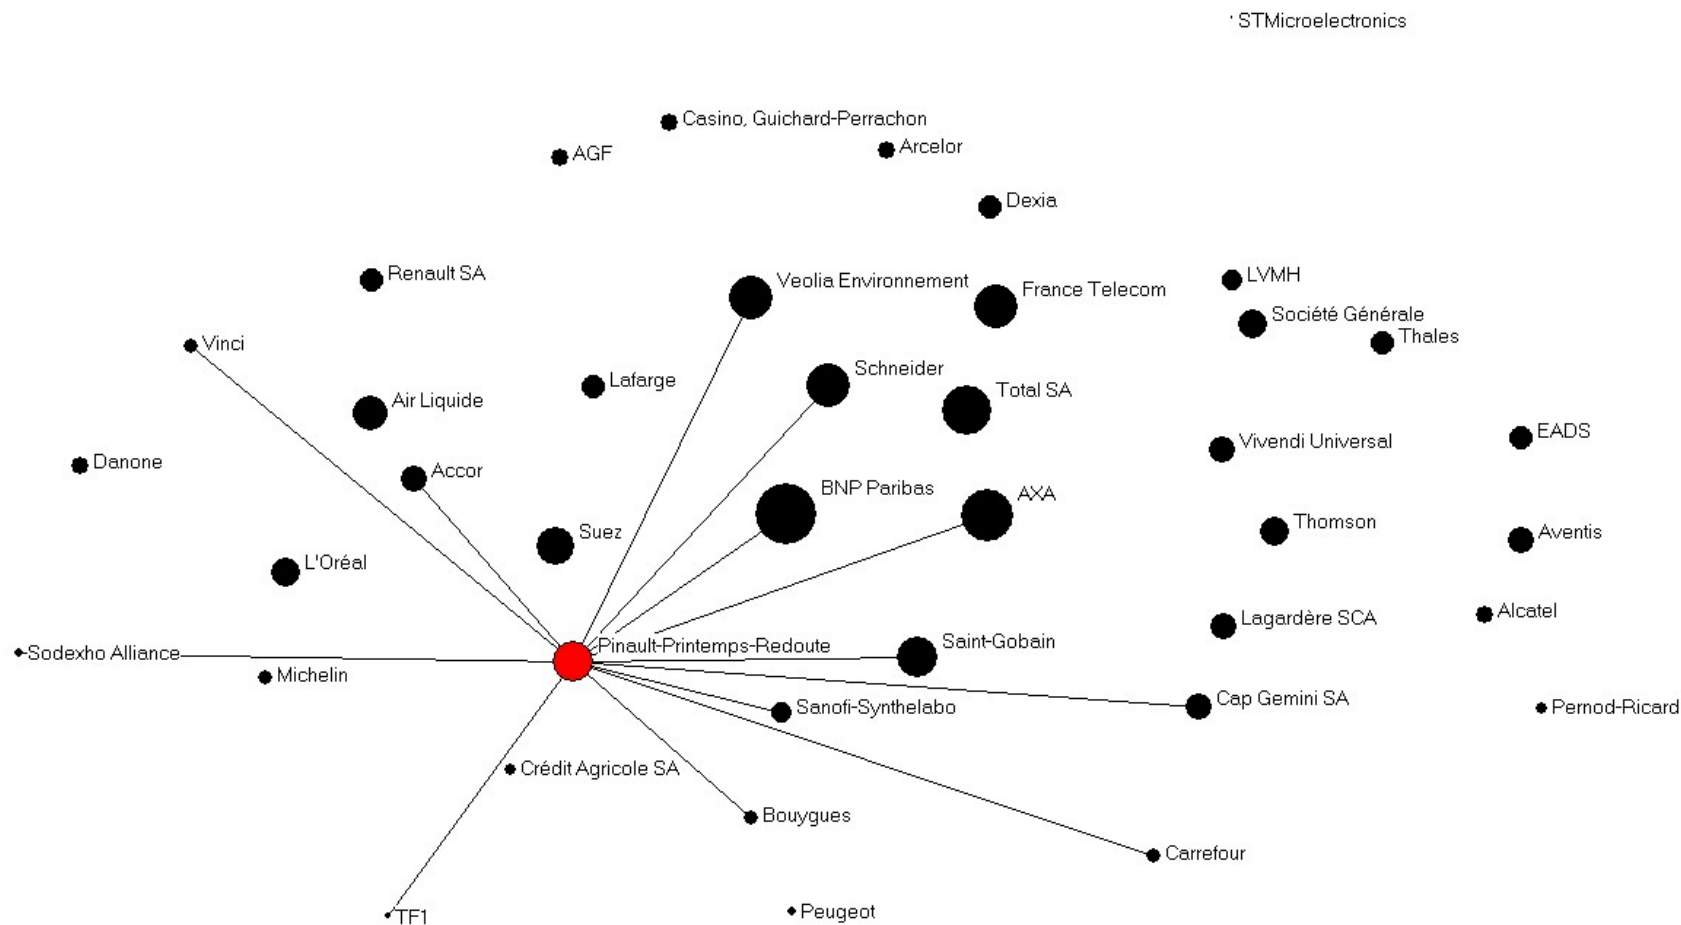 STMicroelectronics
Casino, Guichard-Perrachon
Arcelor
AGF
Dexia
Renault SA
Veolia Environnement
France Telecom
LVMH
Société Générale
Thales
Vinci
Schneider
Lafarge
Total SA
Air Liquide
EADS
Vivendi Universal
Danone
Accor
BNP Paribas
AXA
Thomson
Suez
Aventis
L'Oréal
Alcatel
Lagardère SCA
Pinault-Printemps-Redoute
Saint-Gobain
Sodexho Alliance
Michelin
Cap Gemini SA
Sanofi-Synthelabo
Pernod-Ricard
Crédit Agricole SA
Bouygues
Carrefour
TF1
Peugeot